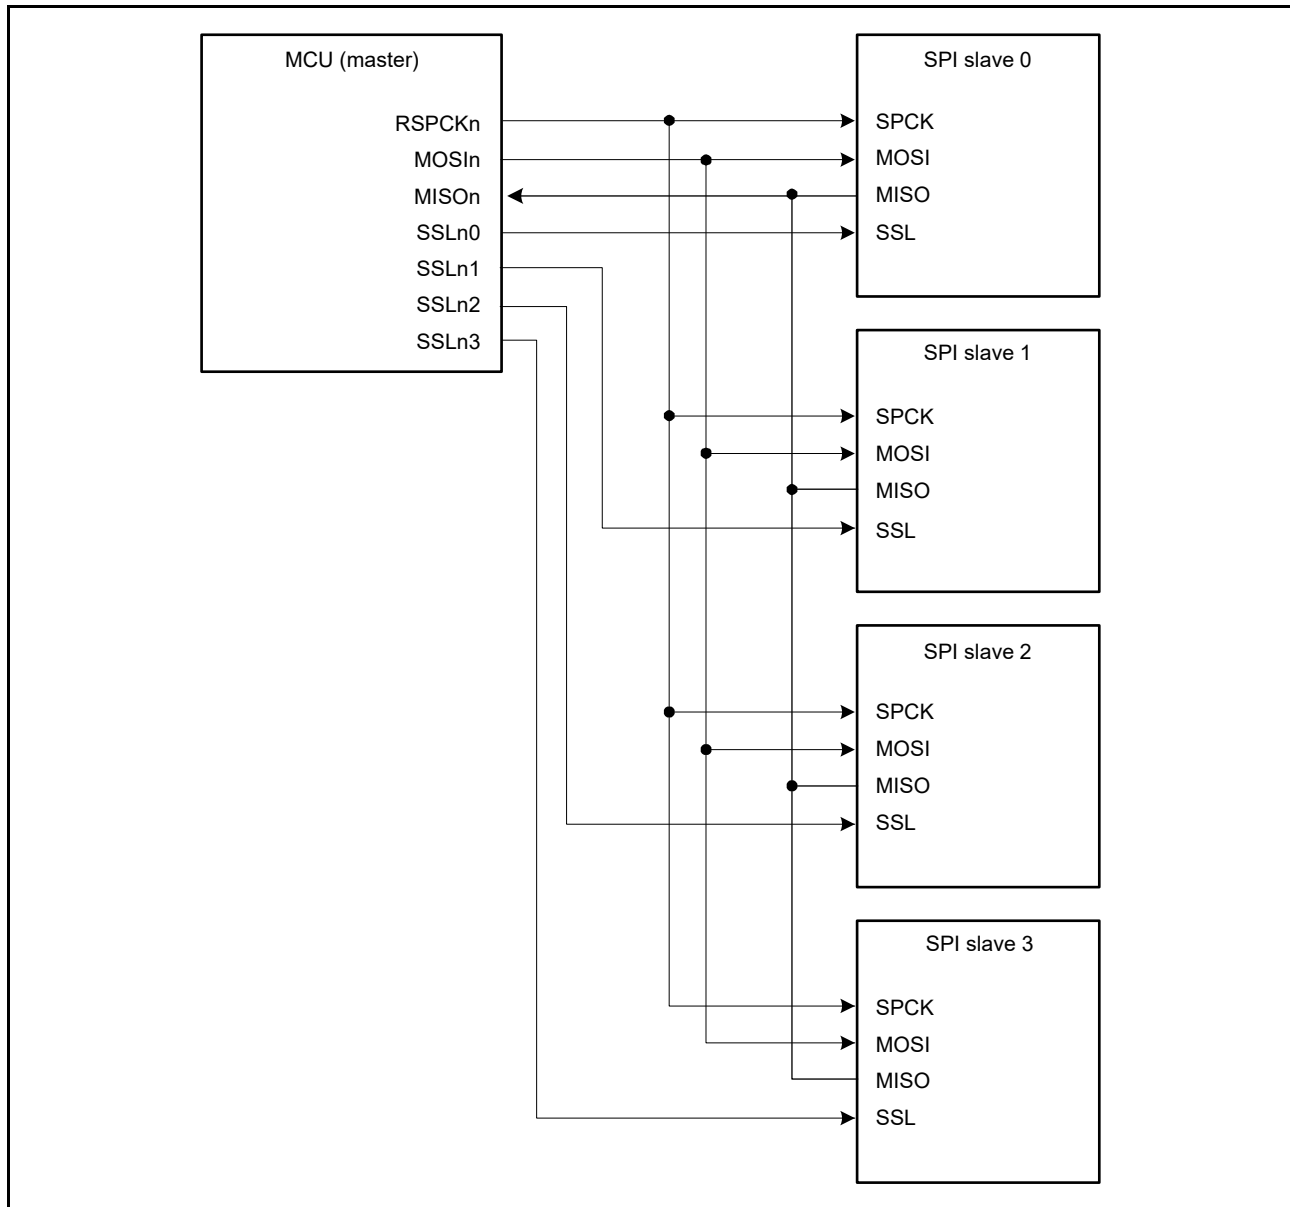 MCU (master)
RSPCKn
MOSIn
MISOn
SSLn0
SSLn1
SSLn2
SSLn3
SPI slave 0
SPCK
MOSI
MISO
SSL
SPI slave 1
SPCK
MOSI
MISO
SSL
SPI slave 2
SPCK
MOSI
MISO
SSL
SPI slave 3
SPCK
MOSI
MISO
SSL